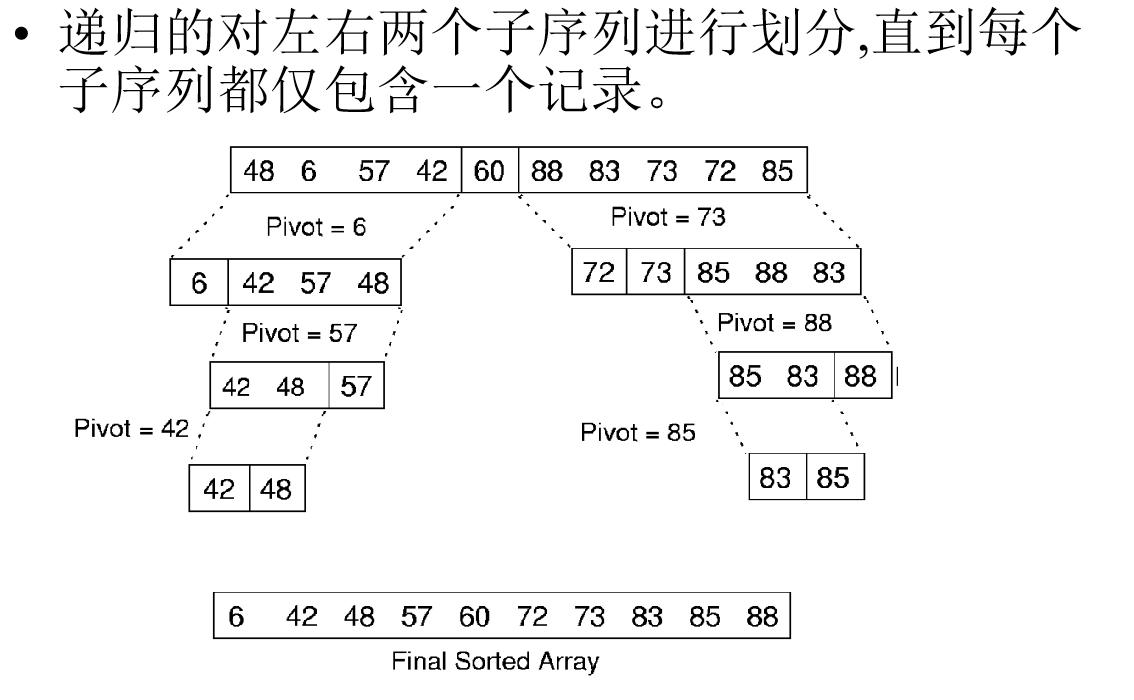 • 递归的对左右两个子序列进行划分,直到每个
子序列都仅包含一个记录。
48 6 57 42 60 88 83 73 72 85
Pivot = 6
Pivot = 73
6 42 57 48
72 73 85 88 83
Pivot = 57
Pivot = 88
42 48 57
85 83 88
Pivot = 42
Pivot = 85
42 48
83 85
6 42 48 57 60 72 73 83 85 88
Final Sorted Array